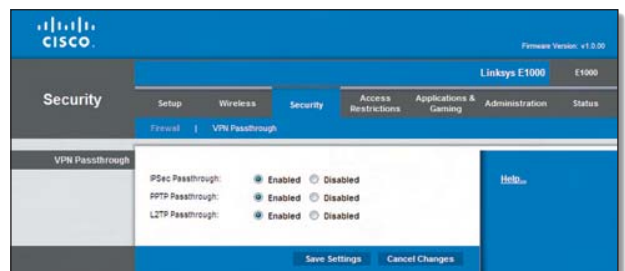 CISCO
Firmware Version: v1.0.00
Linksys E1000 E1000
Security
Setup Wireless Security Access Restrictions Applications & Gaming Administration Status
Firewall | VPN Passthrough
VPN Passthrough
IPSec Passthrough: Enabled Disabled
PPTP Passthrough: Enabled Disabled
L2TP Passthrough: Enabled Disabled
Help...
Save Settings Cancel Changes